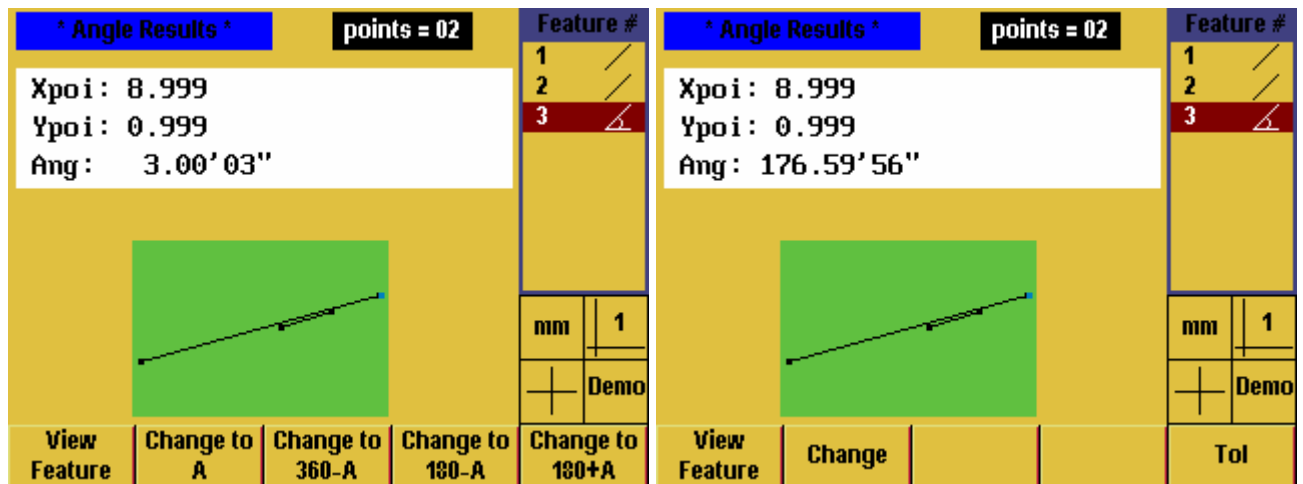 * Angle Results *
points = 02
Xpoi: 8.999
Ypoi: 0.999
Ang: 3.00'03"
Feature #
1
2
3
mm
1
Demo
View
Feature
Change to
A
Change to
360-A
Change to
180-A
Change to
180+A
* Angle Results *
points = 02
Xpoi: 8.999
Ypoi: 0.999
Ang: 176.59'56"
Feature #
1
2
3
mm
1
Demo
View
Feature
Change
Tol